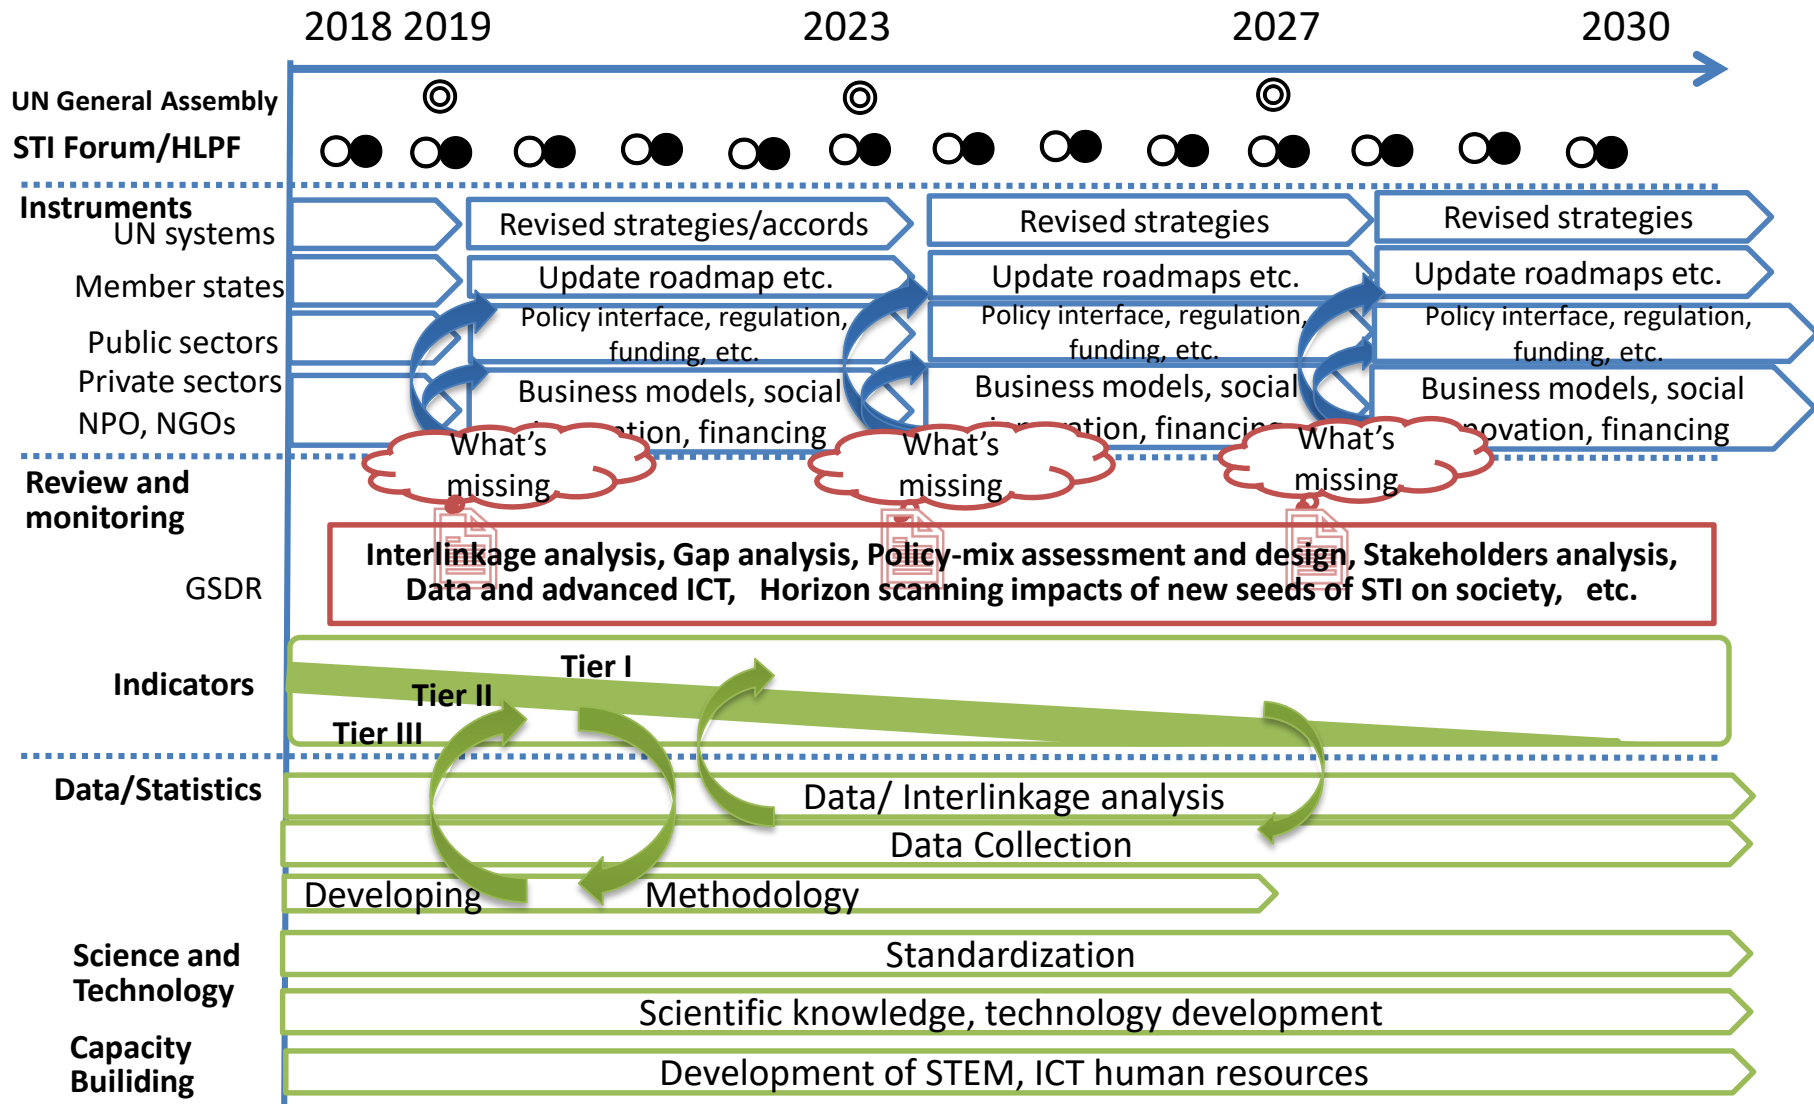 2018 2019 2023 2027 2030
UN General Assembly
STI Forum/HLPF
Instruments
UN systems
Revised strategies/accords
Revised strategies
Revised strategies
Member states
Update roadmap etc.
Update roadmaps etc.
Update roadmaps etc.
Public sectors
Policy interface, regulation,
funding, etc.
Policy interface, regulation,
funding, etc.
Policy interface, regulation,
funding, etc.
Private sectors
NPO, NGOs
Business models, social
financing
Business models, social
financing
Business models, social
financing
What's
missing
What's
missing
What's
missing
Review and
monitoring
GSDR
Interlinkage analysis, Gap analysis, Policy-mix assessment and design, Stakeholders analysis,
Data and advanced ICT, Horizon scanning impacts of new seeds of STI on society, etc.
Indicators
Tier I
Tier II
Tier III
Data/Statistics
Data/ Interlinkage analysis
Data Collection
Developing Methodology
Science and
Technology
Standardization
Scientific knowledge, technology development
Capacity
Builiding
Development of STEM, ICT human resources